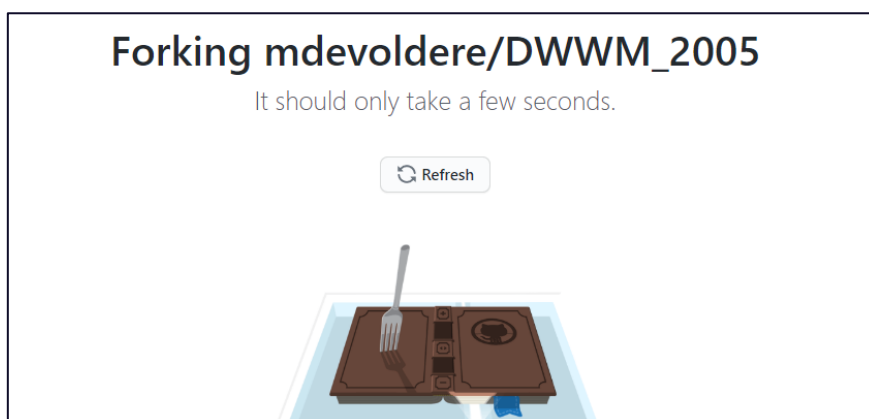 Forking mdevoldere/DWWM_2005
It should only take a few seconds.
Refresh